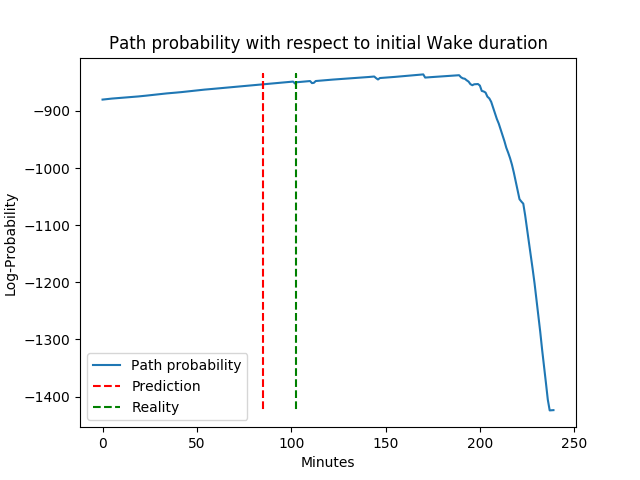 Path probability with respect to initial Wake duration
Log-Probability
−900
−1000
−1100
−1200
−1300
−1400
Path probability
Prediction
Reality
0 50 100 150 200 250
Minutes